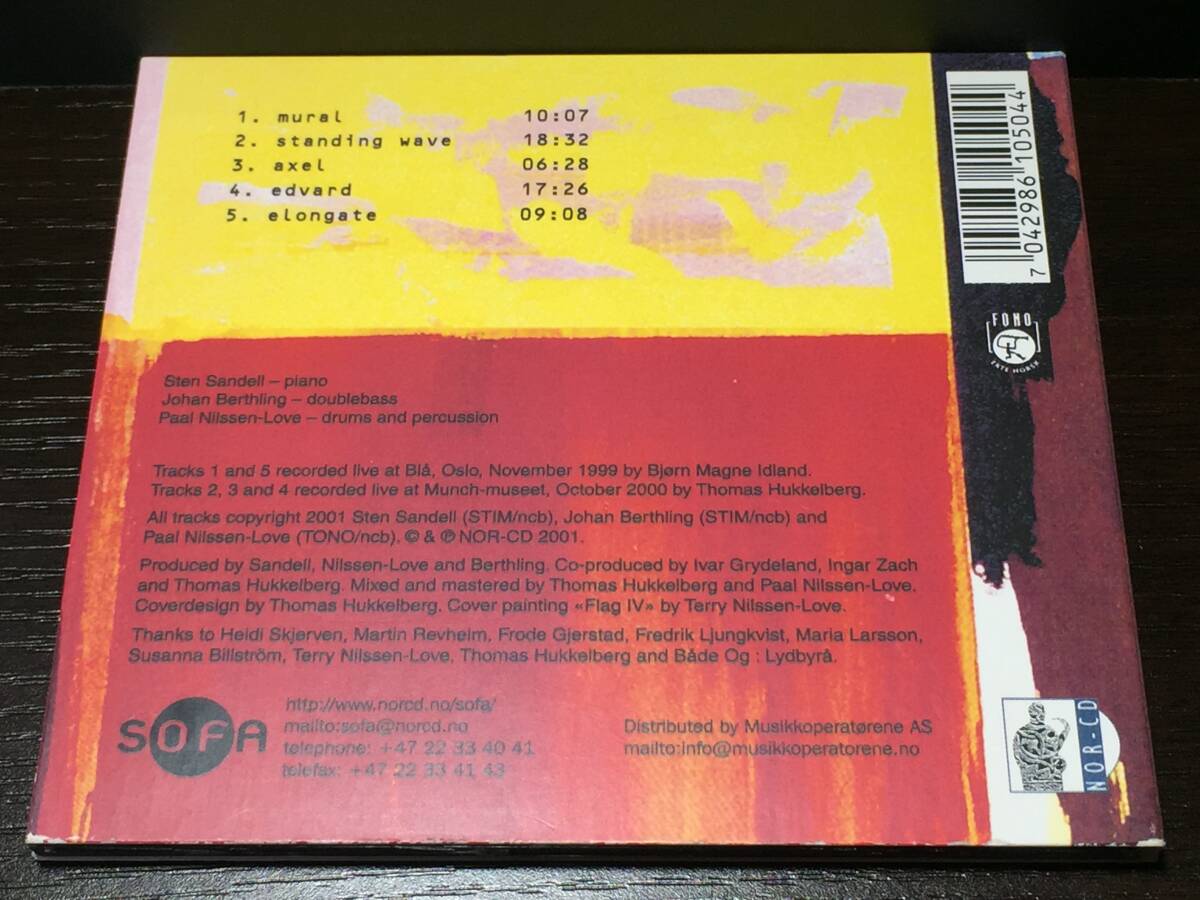 1. mural 10:07
2. standing wave 18:32
3. axel 06:28
4. edvard 17:26
5. elongate 09:08
7 042986 105044
FONO
Sten Sandell – piano
Johan Berthling – doublebass
Paal Nilssen-Love – drums and percussion
Tracks 1 and 5 recorded live at Blå, Oslo, November 1999 by Bjørn Magne Idland.
Tracks 2, 3 and 4 recorded live at Munch-museet, October 2000 by Thomas Hukkelberg.
All tracks copyright 2001 Sten Sandell (STIM/ncb), Johan Berthling (STIM/ncb) and
Paal Nilssen-Love (TONO/ncb). © & ℗ NOR-CD 2001.
Produced by Sandell, Nilssen-Love and Berthling. Co-produced by Ivar Grydeland, Ingar Zach
and Thomas Hukkelberg. Mixed and mastered by Thomas Hukkelberg and Paal Nilssen-Love.
Coverdesign by Thomas Hukkelberg. Cover painting «Flag IV» by Terry Nilssen-Love.
Thanks to Heidi Skjerven, Martin Revheim, Frode Gjerstad, Fredrik Ljungkvist, Maria Larsson,
Susanna Billström, Terry Nilssen-Love, Thomas Hukkelberg and Både Og : Lydbyrå.
SOFA
http://www.norcd.no/sofa/
mailto:sofa@norcd.no
telephone: +47 22 33 40 41
telefax: +47 22 33 41 43
Distributed by Musikkoperatørene AS
mailto:info@musikkoperatorene.no
NOR-CD